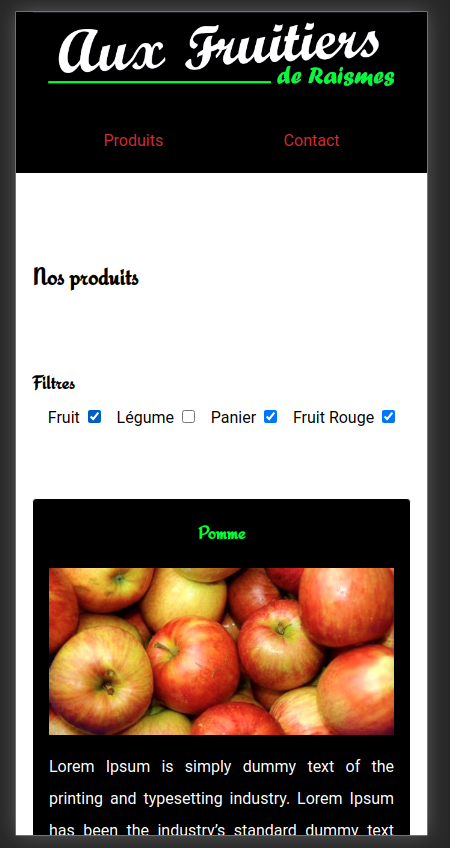 Aux Fruitiers
de Raismes
Produits Contact
Nos produits
Filtres
Fruit Légume Panier Fruit Rouge
Pomme
Lorem Ipsum is simply dummy text of the
printing and typesetting industry. Lorem Ipsum
has been the industry’s standard dummy text